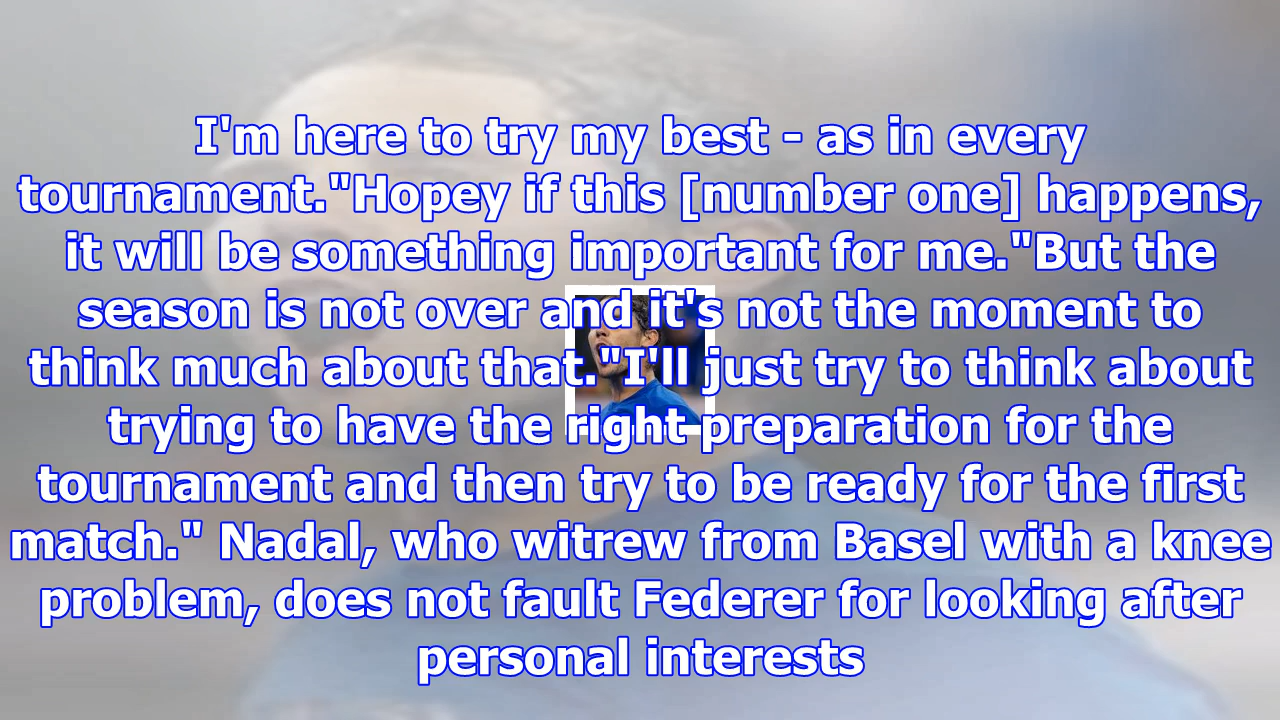 I'm here to try my best - as in every
tournament."Hopey if this [number one] happens,
it will be something important for me."But the
season is not over and it's not the moment to
think much about that."I'll just try to think about
trying to have the right preparation for the
tournament and then try to be ready for the first
match." Nadal, who witrew from Basel with a knee
problem, does not fault Federer for looking after
personal interests